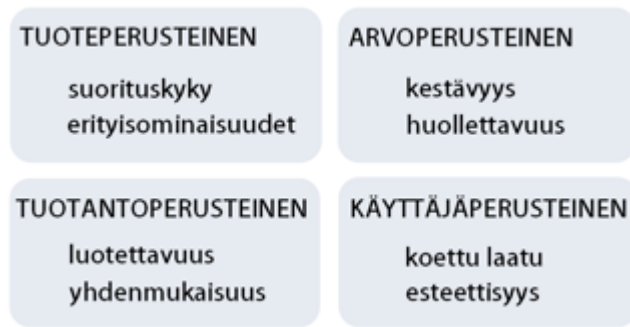 TUOTEPERUSTEINEN
suorituskyky
erityisominaisuudet
ARVOPERUSTEINEN
kestävyys
huollettavuus
TUOTANTOPERUSTEINEN
luotettavuus
yhdenmukaisuus
KÄYTTÄJÄPERUSTEINEN
koettu laatu
esteettisyys